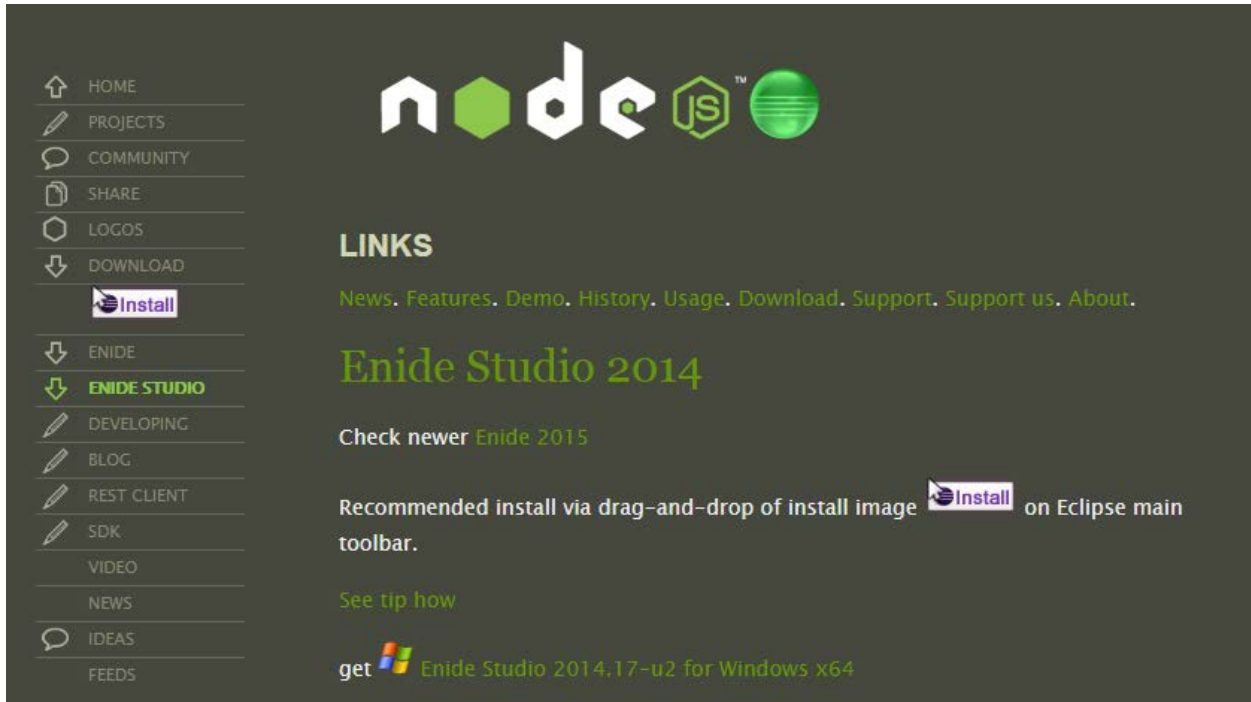 HOME
PROJECTS
COMMUNITY
SHARE
LOGOS
DOWNLOAD
Install
ENIDE
ENIDE STUDIO
DEVELOPING
BLOG
REST CLIENT
SDK
VIDEO
NEWS
IDEAS
FEEDS
node JS ™
LINKS
News. Features. Demo. History. Usage. Download. Support. Support us. About.
Enide Studio 2014
Check newer Enide 2015
Recommended install via drag-and-drop of install image Install on Eclipse main
toolbar.
See tip how
get Enide Studio 2014.17-u2 for Windows x64